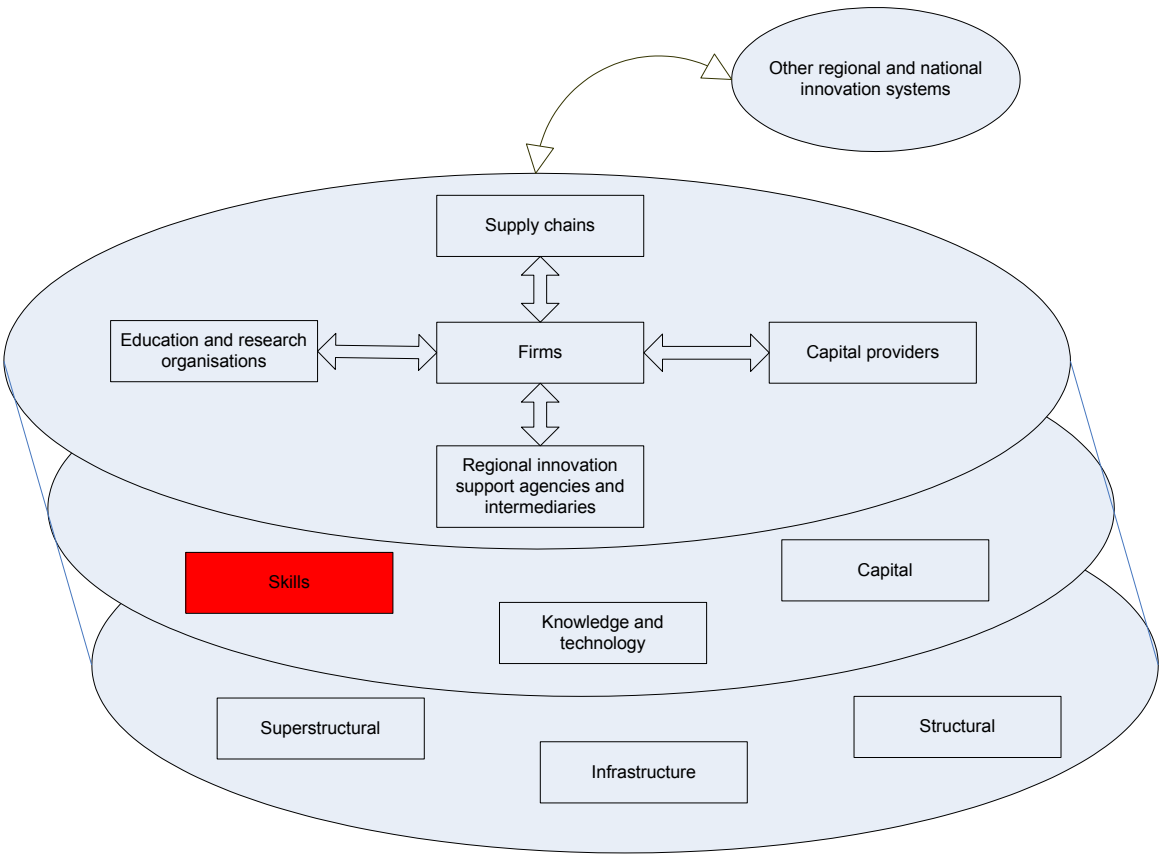 Other regional and national
innovation systems
Supply chains
Education and research
organisations
Firms
Capital providers
Regional innovation
support agencies and
intermediaries
Skills
Capital
Knowledge and
technology
Superstructural
Structural
Infrastructure